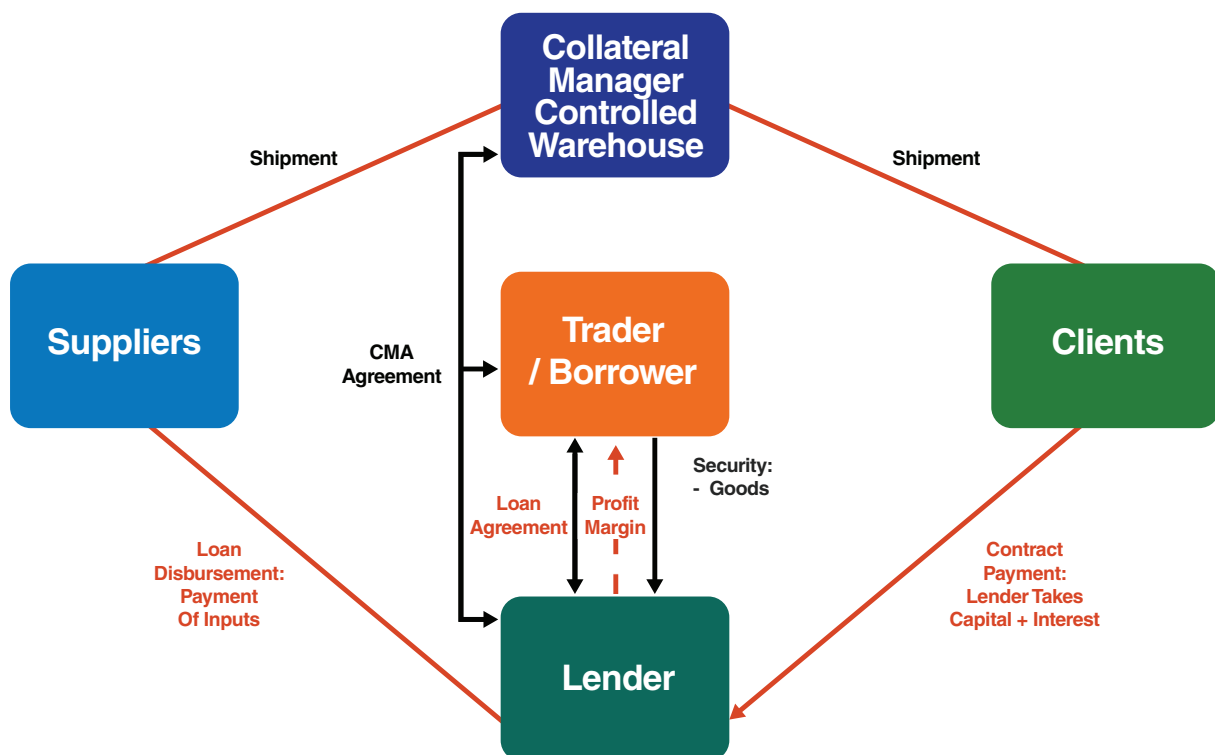 Collateral
Manager
Controlled
Warehouse
Shipment
Shipment
Suppliers
Trader
/ Borrower
Clients
CMA
Agreement
Loan
Agreement
Profit
Margin
Security:
- Goods
Loan
Disbursement:
Payment
Of Inputs
Contract
Payment:
Lender Takes
Capital + Interest
Lender